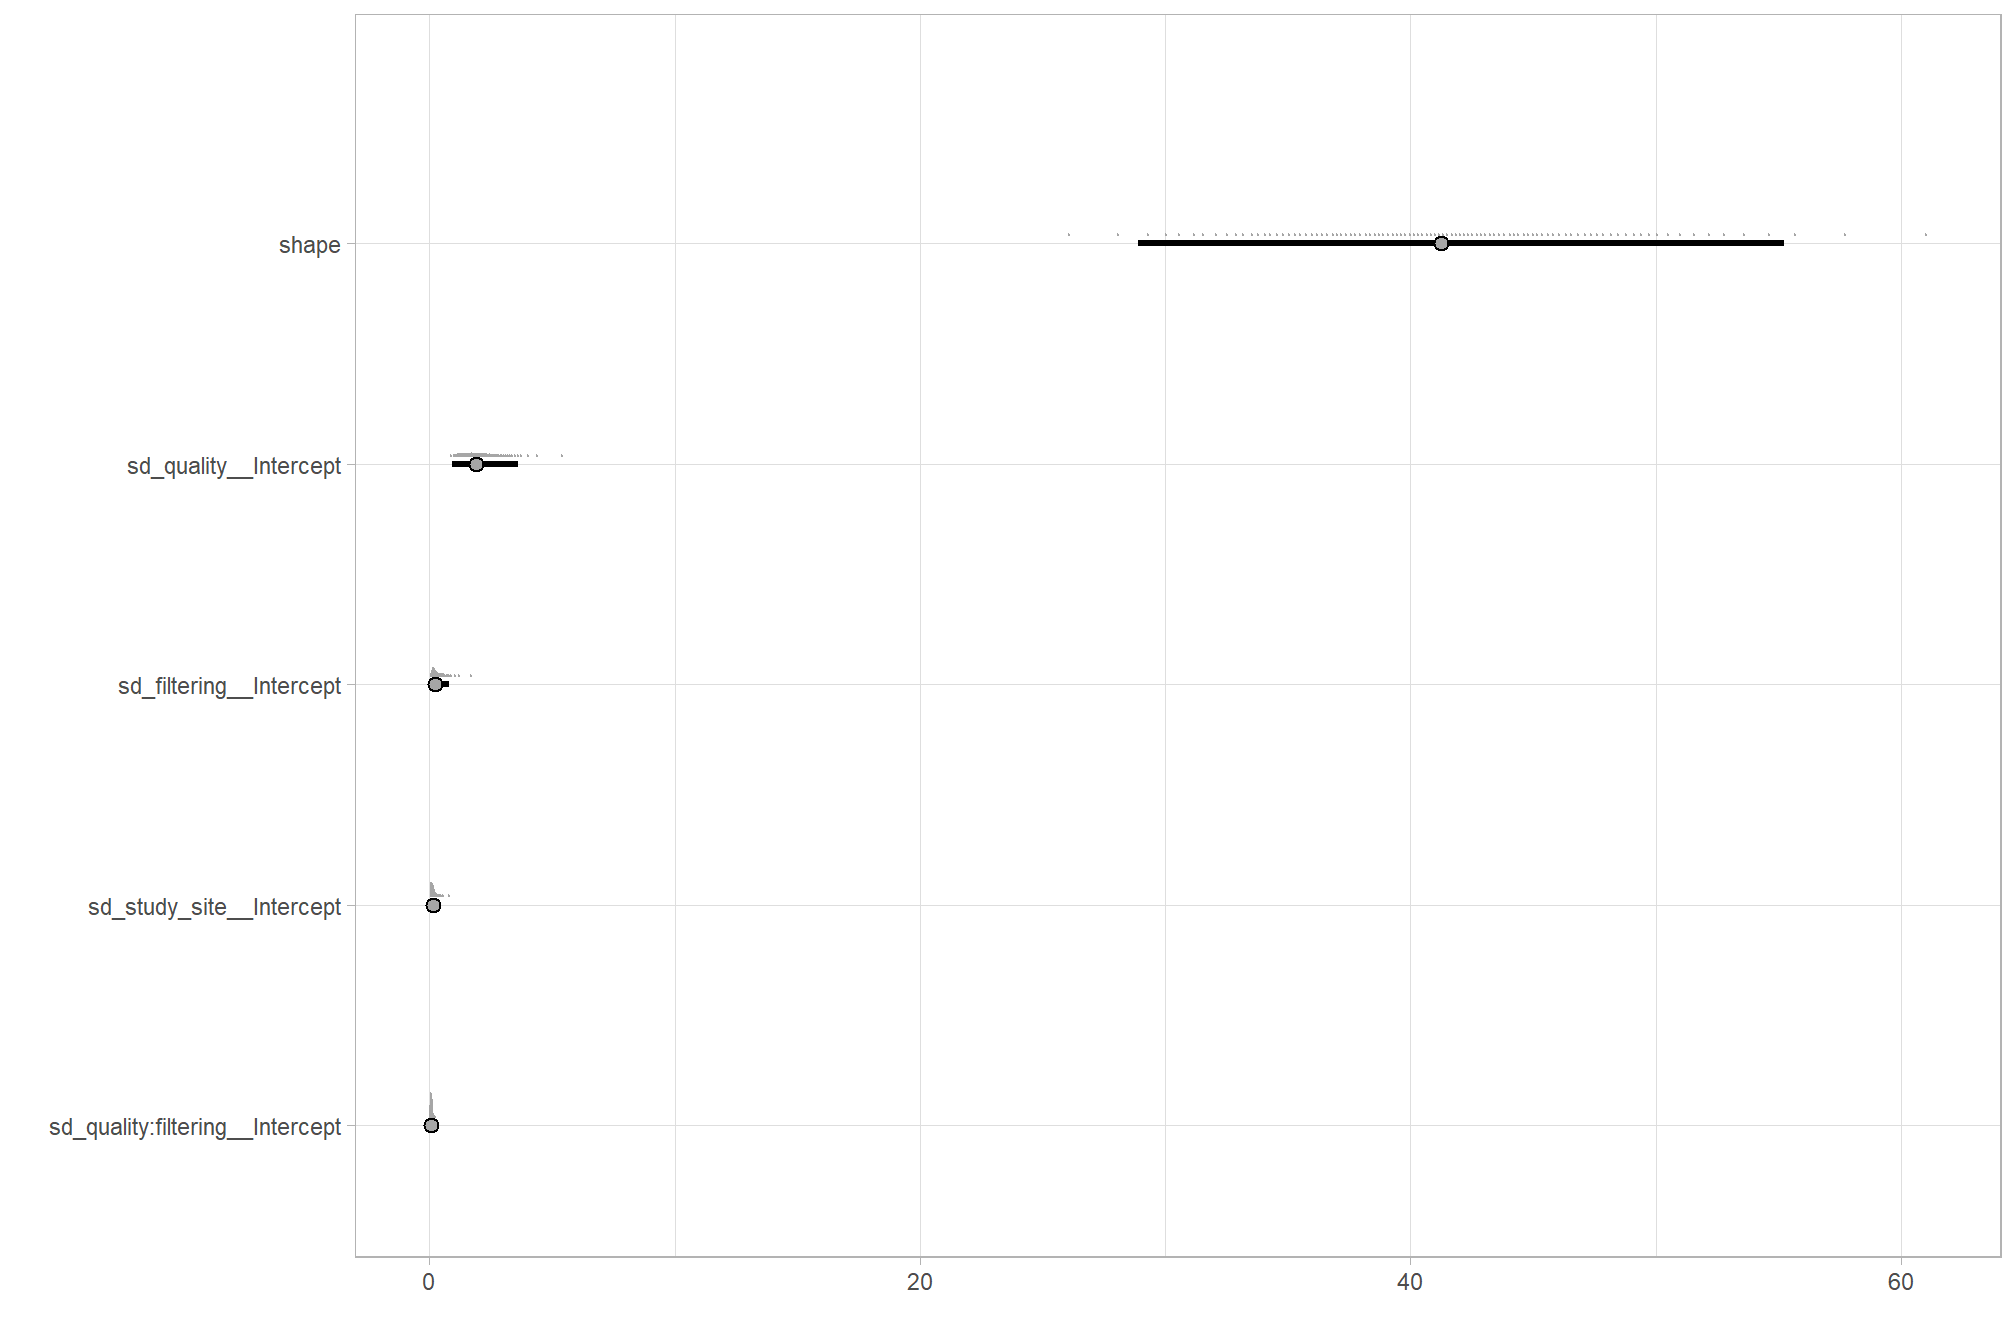 shape
sd_quality__Intercept
sd_filtering__Intercept
sd_study_site__Intercept
sd_quality:filtering__Intercept
0 20 40 60